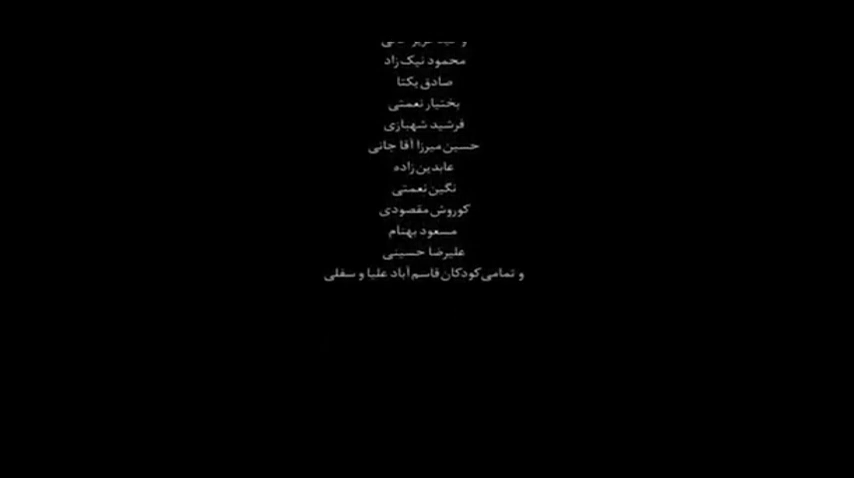 محمود نیک‌زاد
صادق یکتا
بختیار نعمتی
فرشید شهبازی
حسین میرزا آقا جانی
عابدین‌زاده
نگین نعمتی
کوروش مقصودی
مسعود بهنام
علیرضا حسینی
و تمامی کودکان قاسم‌آباد علیا و سفلی